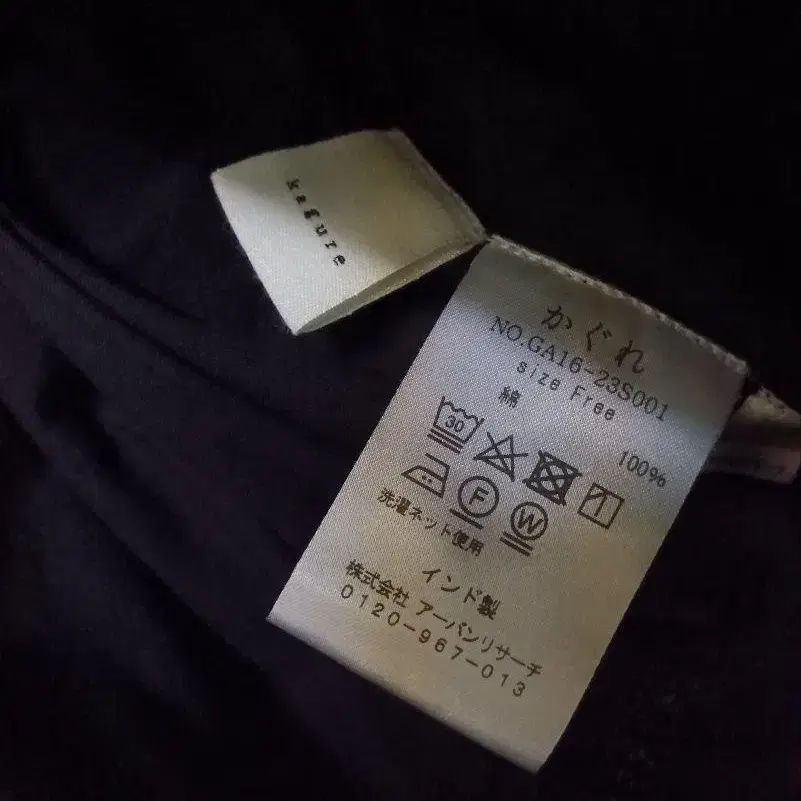 kagure
かぐれ
NO.GA16-23S001
size Free
綿 100%
30
F W
洗濯ネット使用
インド製
株式会社 アーバンリサーチ
0120-967-013